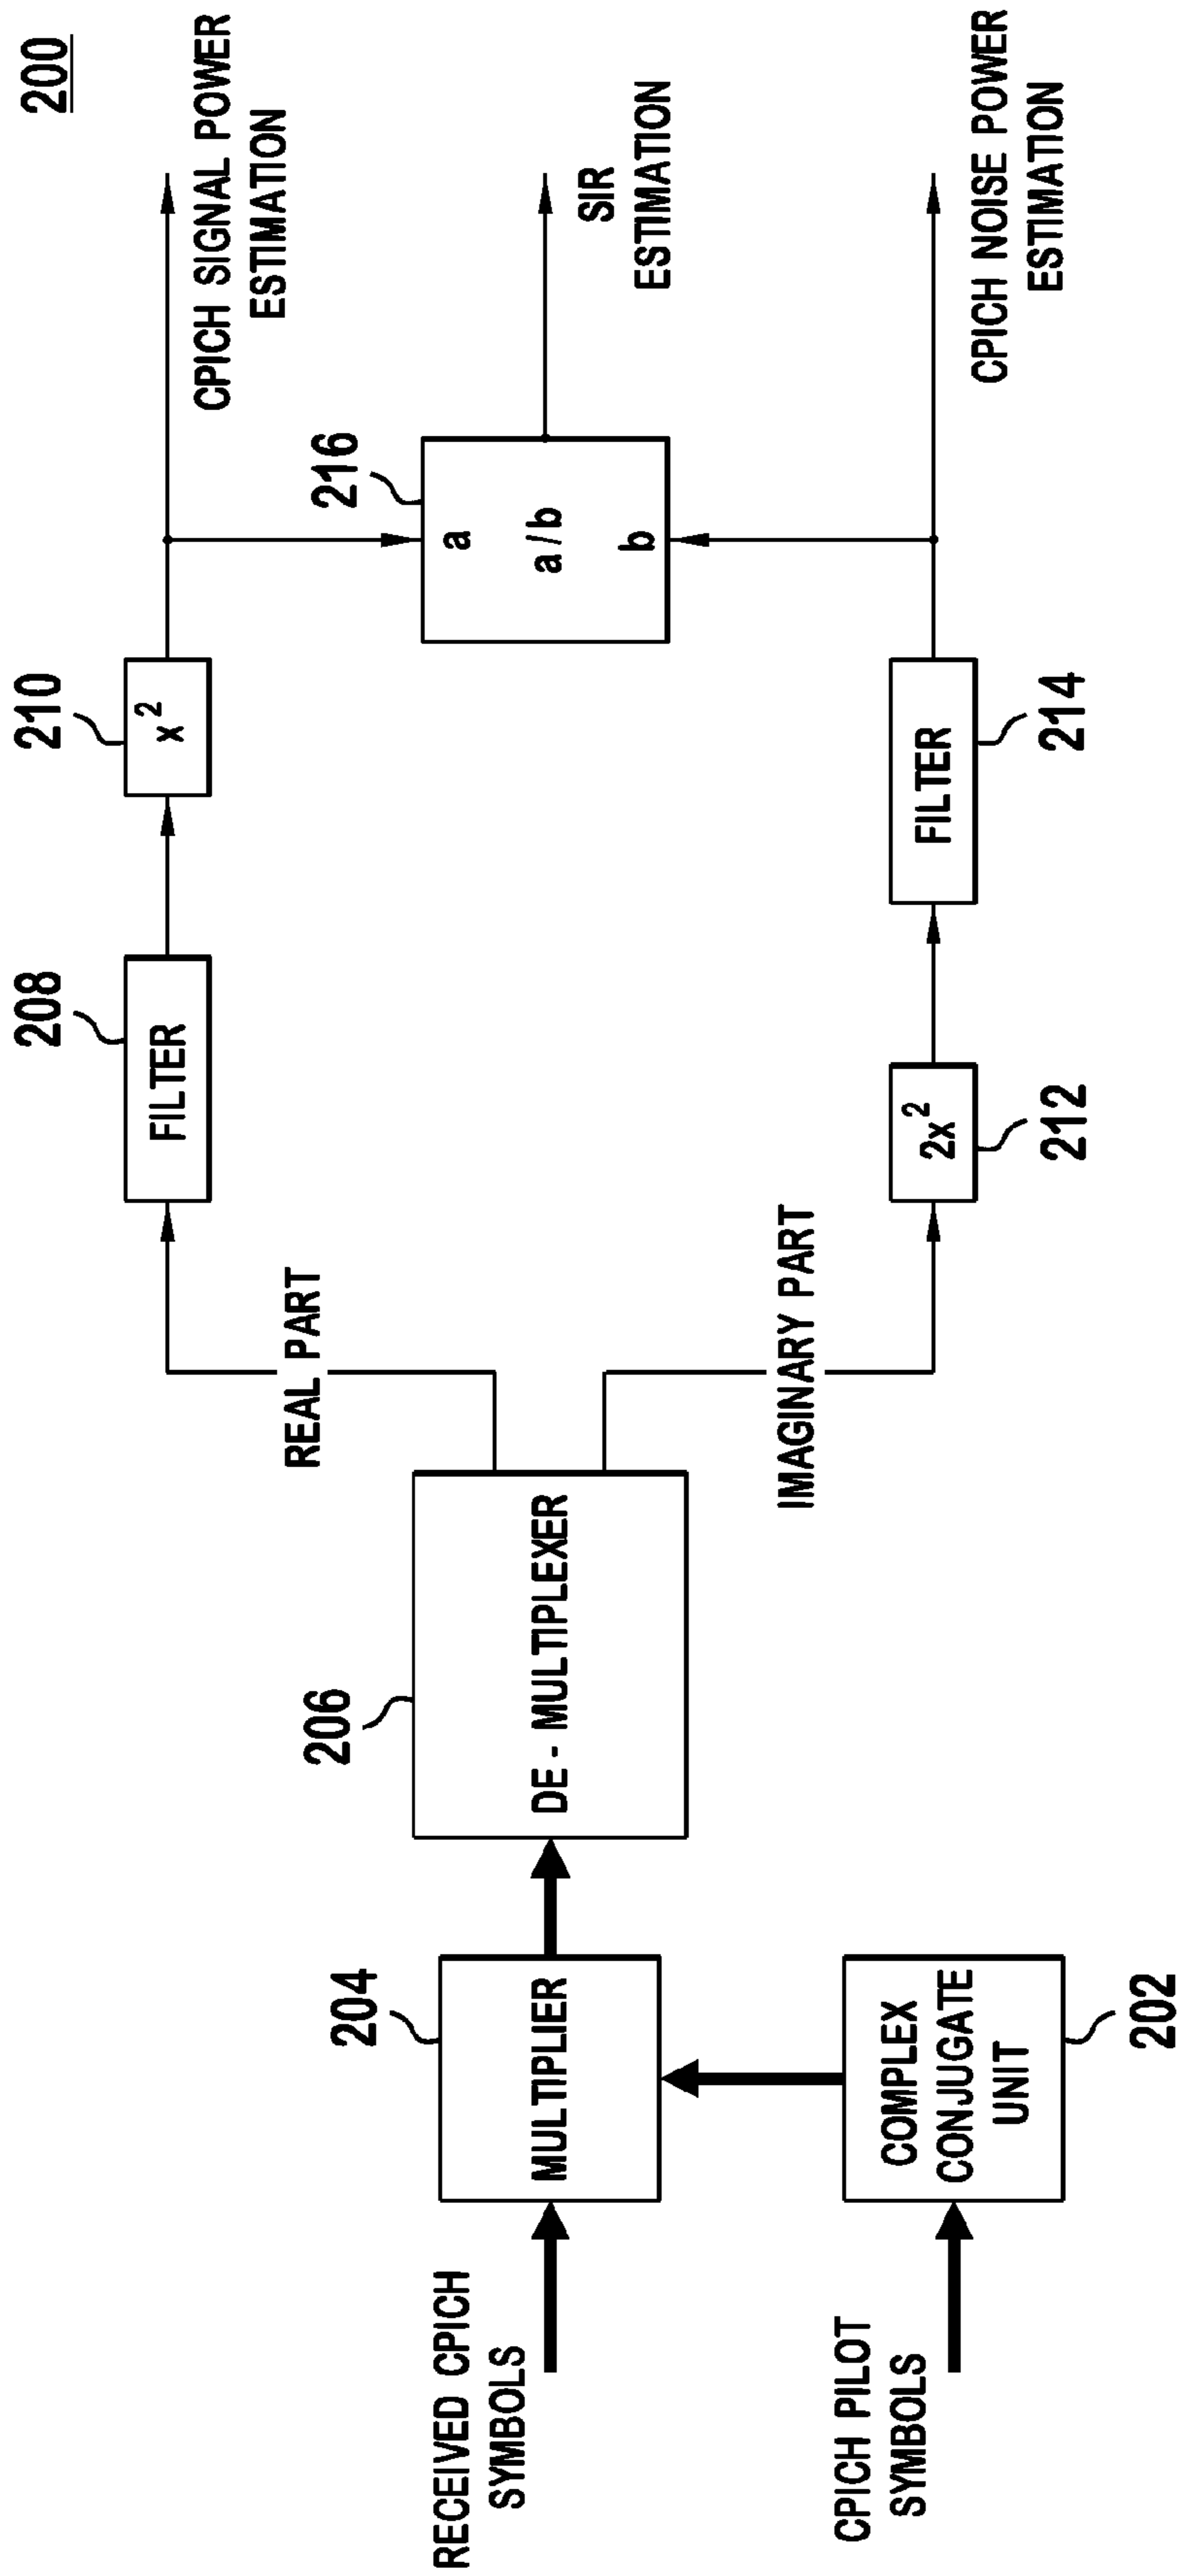 200
RECEIVED CPICH
SYMBOLS
CPICH PILOT
SYMBOLS
204
MULTIPLIER
COMPLEX
CONJUGATE
UNIT
202
206
DE - MULTIPLEXER
REAL PART
IMAGINARY PART
208
FILTER
210
x²
2x²
212
FILTER
214
216
a
a / b
b
CPICH SIGNAL POWER
ESTIMATION
SIR
ESTIMATION
CPICH NOISE POWER
ESTIMATION